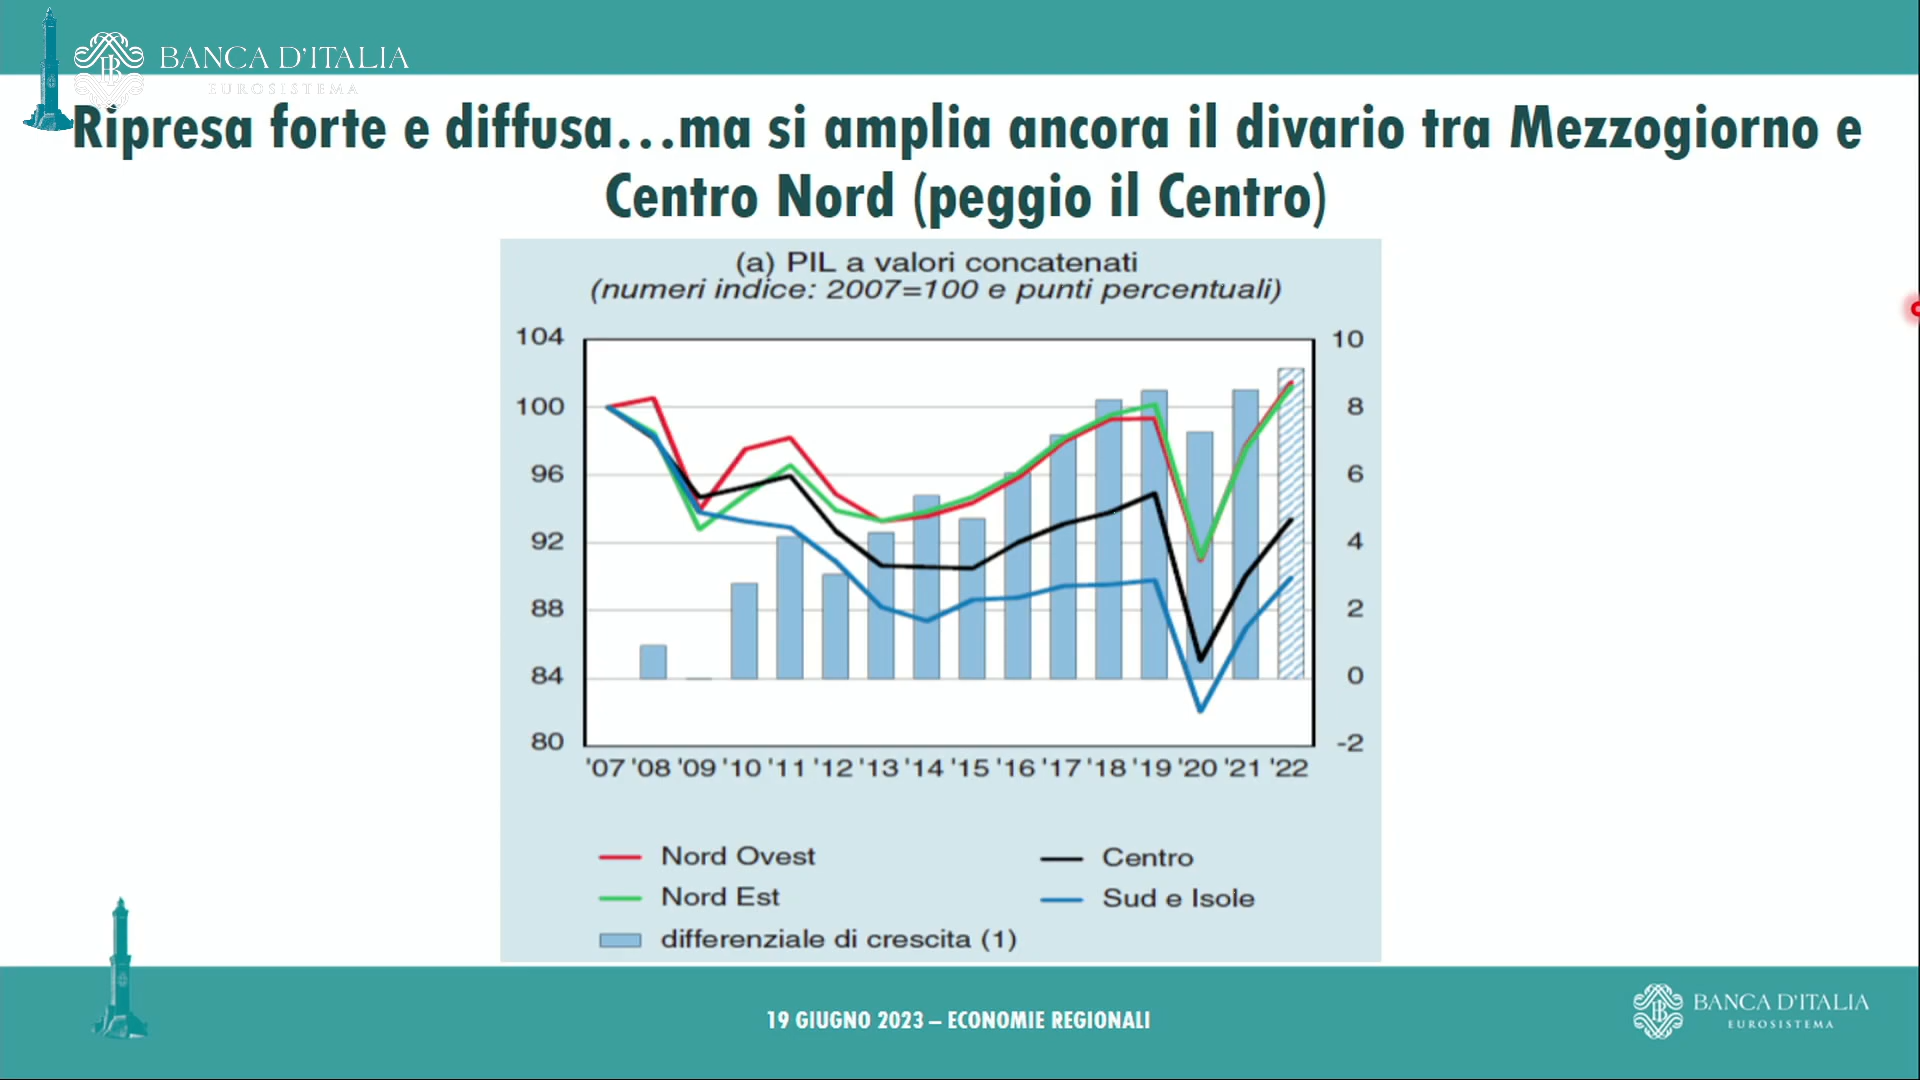 BANCA D'ITALIA
EUROSISTEMA
Ripresa forte e diffusa...ma si amplia ancora il divario tra Mezzogiorno e
Centro Nord (peggio il Centro)
(a) PIL a valori concatenati
(numeri indice: 2007=100 e punti percentuali)
104 10
100 8
96 6
92 4
88 2
84 0
80 -2
'07 '08 '09 '10 '11 '12 '13 '14 '15 '16 '17 '18 '19 '20 '21 '22
Nord Ovest Centro
Nord Est Sud e Isole
differenziale di crescita (1)
19 GIUGNO 2023 – ECONOMIE REGIONALI
BANCA D'ITALIA
EUROSISTEMA